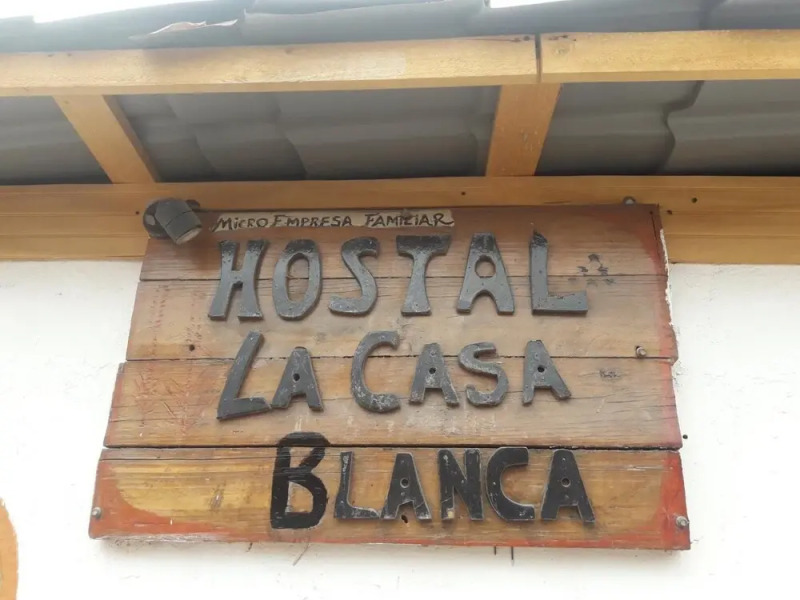 MICRO EMPRESA FAMILIAR
HOSTAL
LA CASA
BLANCA